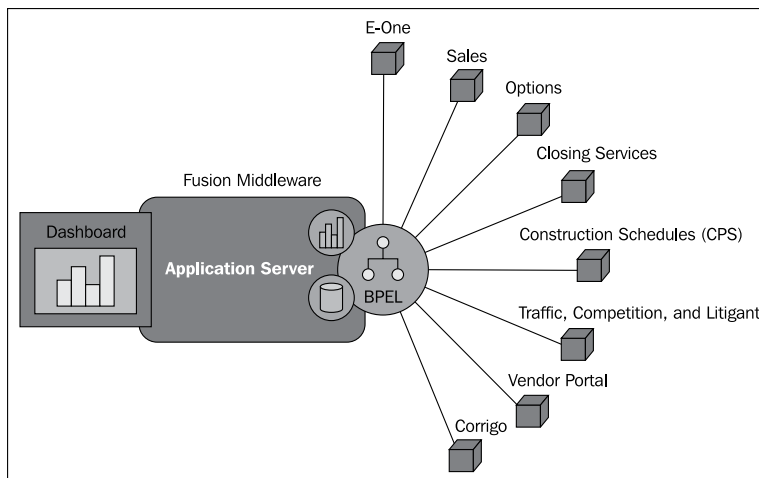 E-One
Sales
Options
Closing Services
Fusion Middleware
Dashboard
Construction Schedules (CPS)
Application Server
BPEL
Traffic, Competition, and Litigant
Vendor Portal
Corrigo